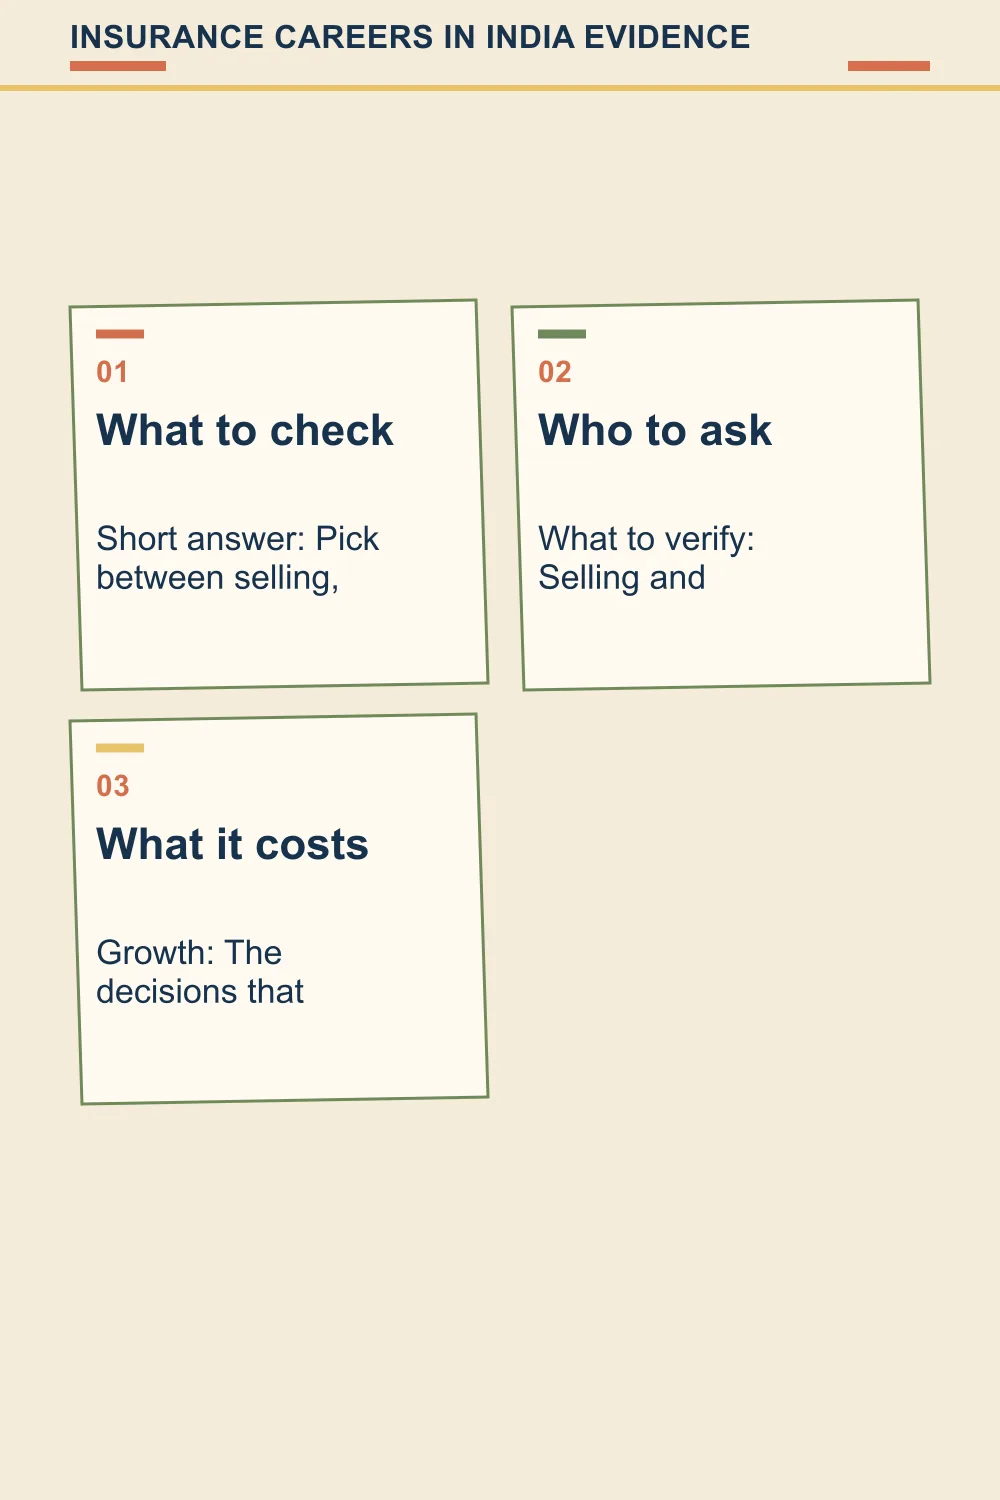 INSURANCE CAREERS IN INDIA EVIDENCE
01
What to check
Short answer: Pick
between selling,
02
Who to ask
What to verify:
Selling and
03
What it costs
Growth: The
decisions that